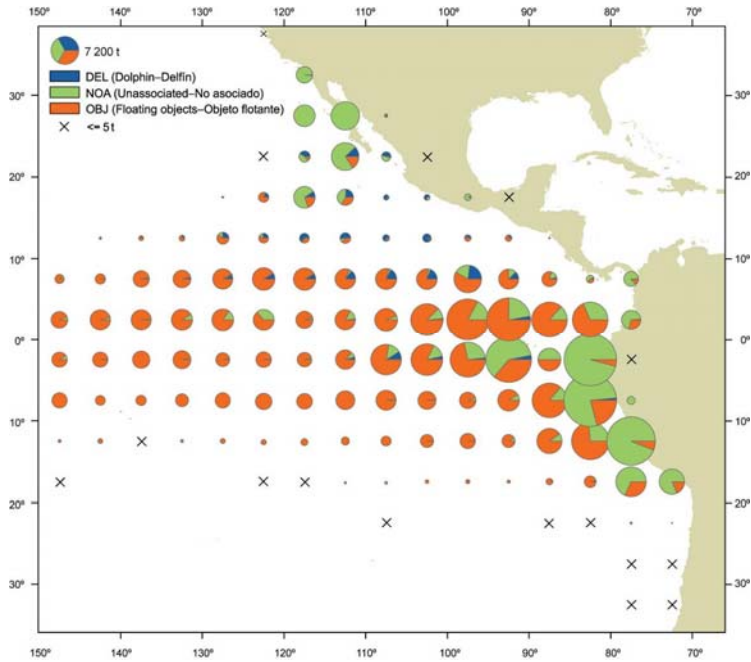 150° 140° 130° 120° 110° 100° 90° 80° 70°
7 200 t
DEL (Dolphin–Delfín)
NOA (Unassociated–No asociado)
OBJ (Floating objects–Objeto flotante)
<= 5 t
30° 30°
20° 20°
10° 10°
0° 0°
10° 10°
20° 20°
30° 30°
150° 140° 130° 120° 110° 100° 90° 80° 70°